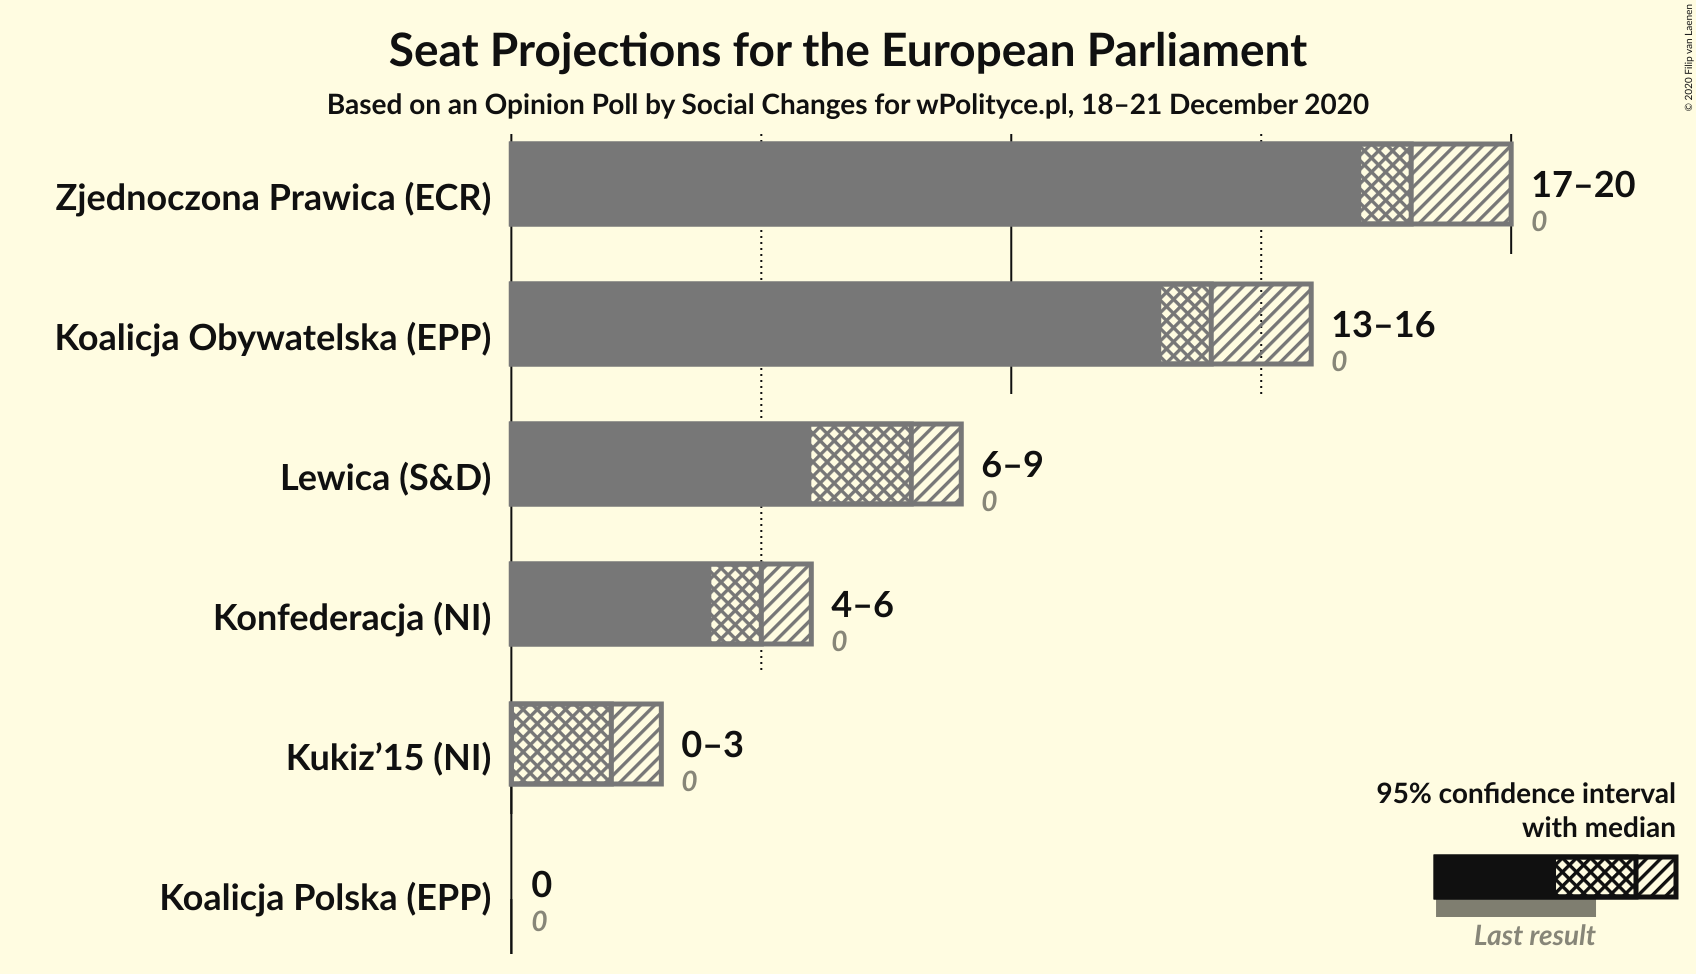 Seat Projections for the European Parliament
Based on an Opinion Poll by Social Changes for wPolityce.pl, 18–21 December 2020
© 2020 Filip van Laenen
Zjednoczona Prawica (ECR)
17–20
0
Koalicja Obywatelska (EPP)
13–16
0
Lewica (S&D)
6–9
0
Konfederacja (NI)
4–6
0
Kukiz’15 (NI)
0–3
0
Koalicja Polska (EPP)
0
0
95% confidence interval
with median
Last result